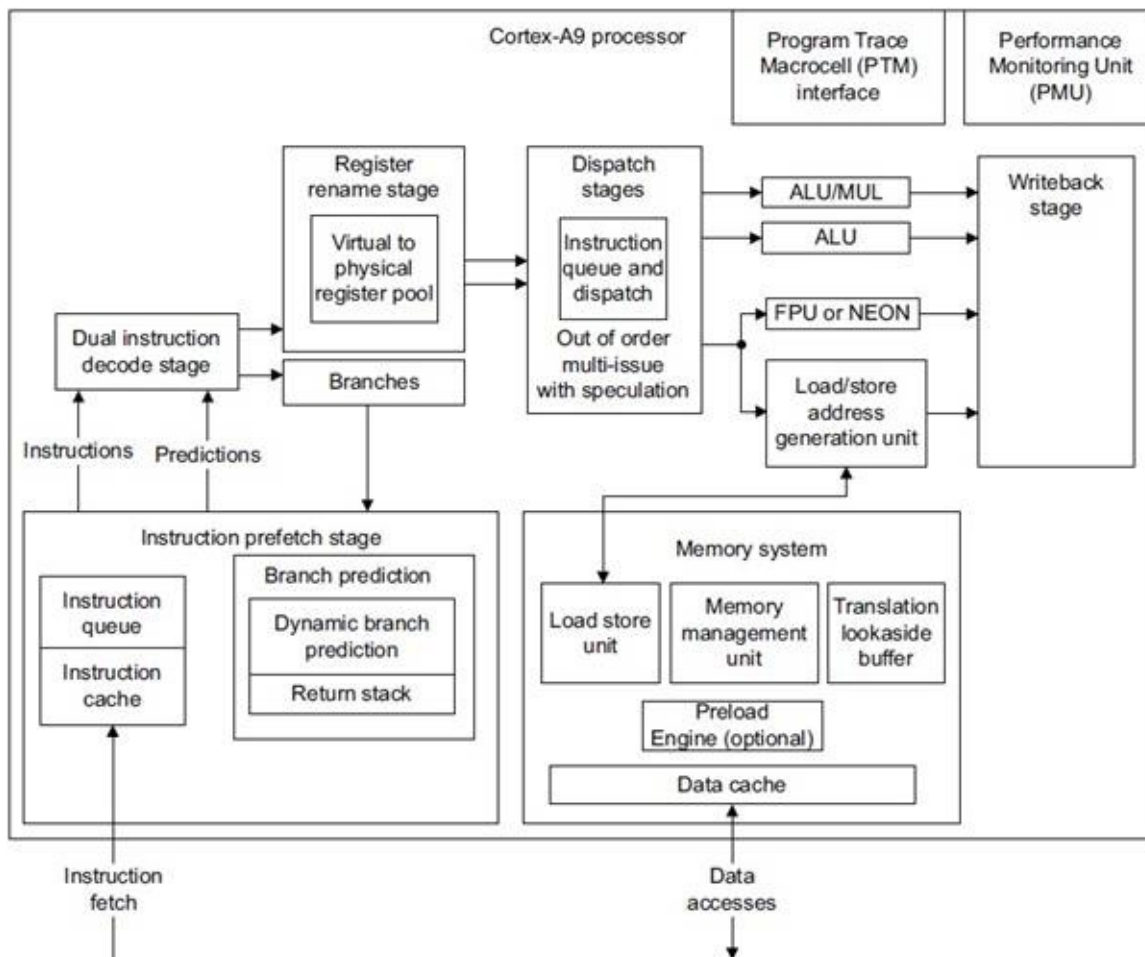 Cortex-A9 processor
Program Trace
Macrocell (PTM)
interface
Performance
Monitoring Unit
(PMU)
Register
rename stage
Virtual to
physical
register pool
Dispatch
stages
Instruction
queue and
dispatch
Out of order
multi-issue
with speculation
ALU/MUL
ALU
FPU or NEON
Load/store
address
generation unit
Writeback
stage
Dual instruction
decode stage
Branches
Instructions
Predictions
Instruction prefetch stage
Instruction
queue
Instruction
cache
Branch prediction
Dynamic branch
prediction
Return stack
Memory system
Load store
unit
Memory
management
unit
Translation
lookaside
buffer
Preload
Engine (optional)
Data cache
Instruction
fetch
Data
accesses